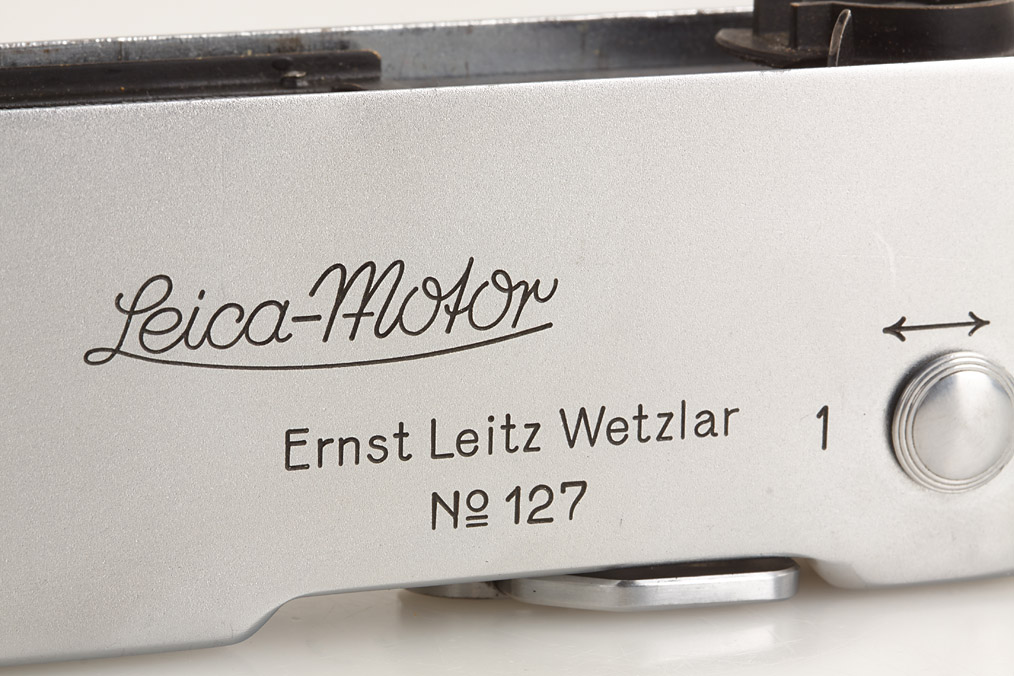 Leica-Motor
Ernst Leitz Wetzlar
Nº 127
1